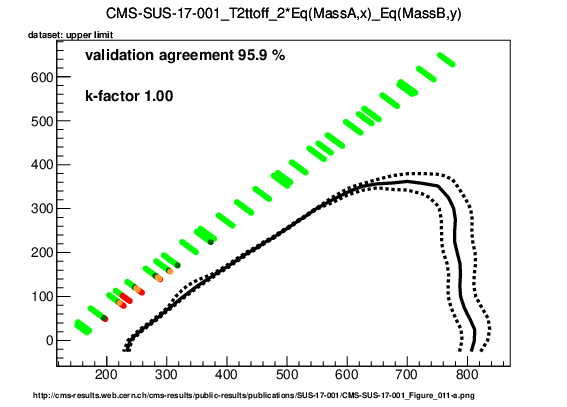 CMS-SUS-17-001_T2ttoff_2*Eq(MassA,x)_Eq(MassB,y)
dataset: upper limit
validation agreement 95.9 %
k-factor 1.00
600
500
400
300
200
100
0
200 300 400 500 600 700 800
http://cms-results.web.cern.ch/cms-results/public-results/publications/SUS-17-001/CMS-SUS-17-001_Figure_011-a.png